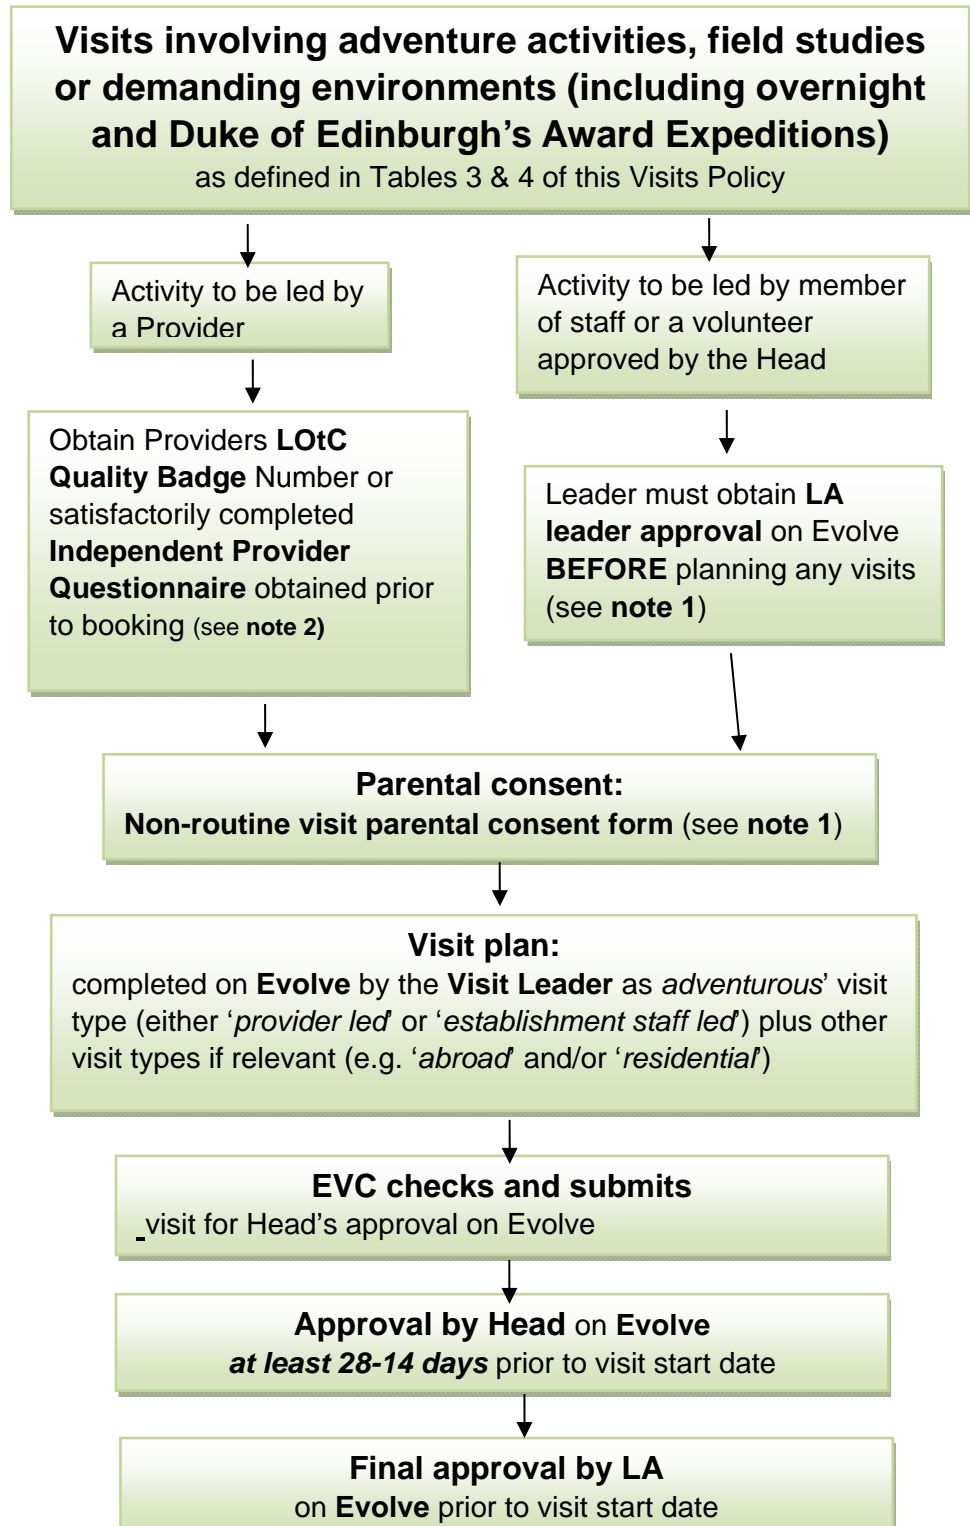 Visits involving adventure activities, field studies
or demanding environments (including overnight
and Duke of Edinburgh’s Award Expeditions)
as defined in Tables 3 & 4 of this Visits Policy
Activity to be led by
a Provider
Activity to be led by member
of staff or a volunteer
approved by the Head
Obtain Providers LOtC
Quality Badge Number or
satisfactorily completed
Independent Provider
Questionnaire obtained prior
to booking (see note 2)
Leader must obtain LA
leader approval on Evolve
BEFORE planning any visits
(see note 1)
Parental consent:
Non-routine visit parental consent form (see note 1)
Visit plan:
completed on Evolve by the Visit Leader as adventurous’ visit
type (either ‘provider led’ or ‘establishment staff led’) plus other
visit types if relevant (e.g. ‘abroad’ and/or ‘residential’)
EVC checks and submits
visit for Head’s approval on Evolve
Approval by Head on Evolve
at least 28-14 days prior to visit start date
Final approval by LA
on Evolve prior to visit start date